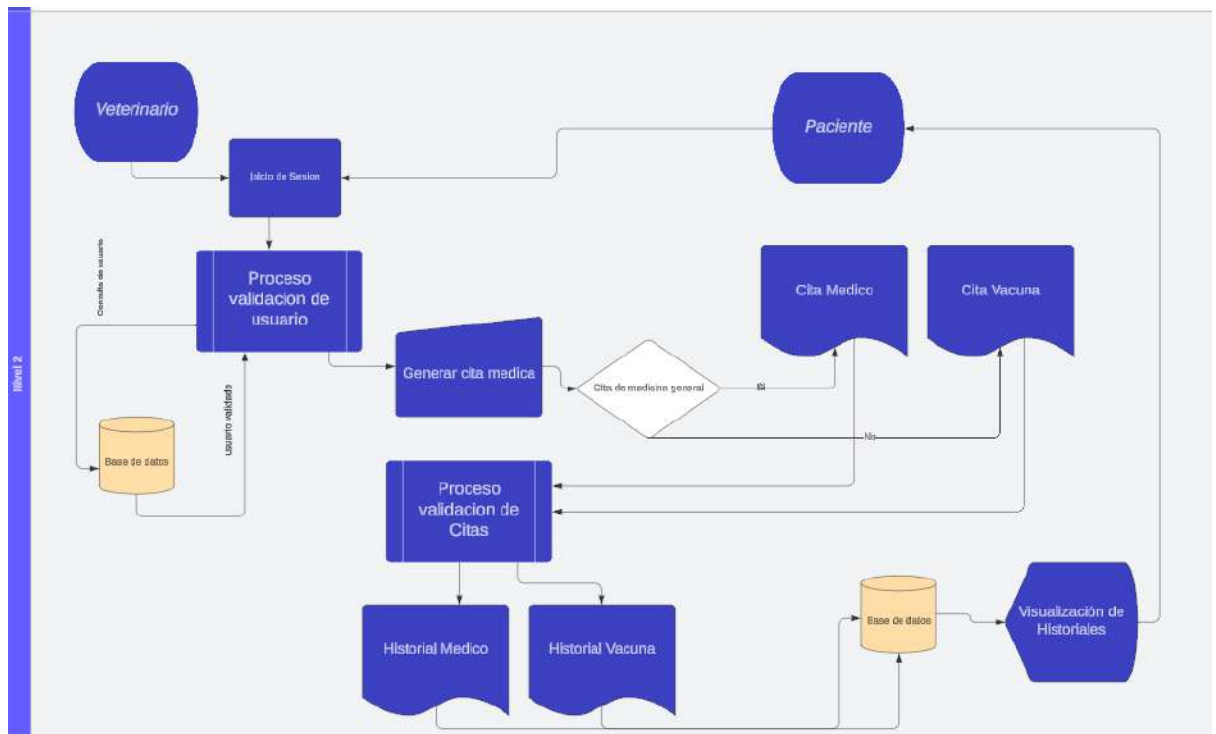 Nivel 2
Veterinario
Paciente
Inicio de Sesion
Consulta de usuario
Proceso
validacion de
usuario
Cita Medico
Cita Vacuna
Generar cita medica
Cita de medicina general
Si
No
usuario validado
Base de datos
Proceso
validacion de
Citas
Historial Medico
Historial Vacuna
Base de datos
Visualización de
Historiales